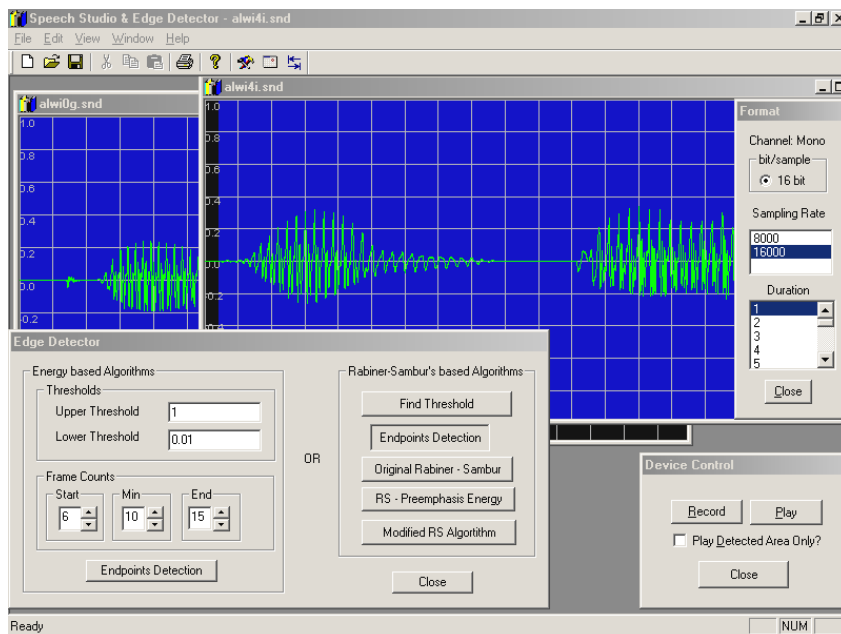 Speech Studio & Edge Detector - alwi4i.snd
File Edit View Window Help
alwi0g.snd
1.0
0.8
0.6
0.4
0.2
0.0
-0.2
alwi4i.snd
1.0
0.8
0.6
0.4
0.2
0.0
-0.2
-0.4
Format
Channel: Mono
bit/sample
16 bit
Sampling Rate
8000
16000
Duration
1
2
3
4
5
Close
Edge Detector
Energy based Algorithms
Thresholds
Upper Threshold 1
Lower Threshold 0.01
Frame Counts
Start Min End
6 10 15
Endpoints Detection
OR
Rabiner-Sambur's based Algorithms
Find Threshold
Endpoints Detection
Original Rabiner - Sambur
RS - Preemphasis Energy
Modified RS Algortithm
Close
Device Control
Record Play
Play Detected Area Only?
Close
Ready NUM